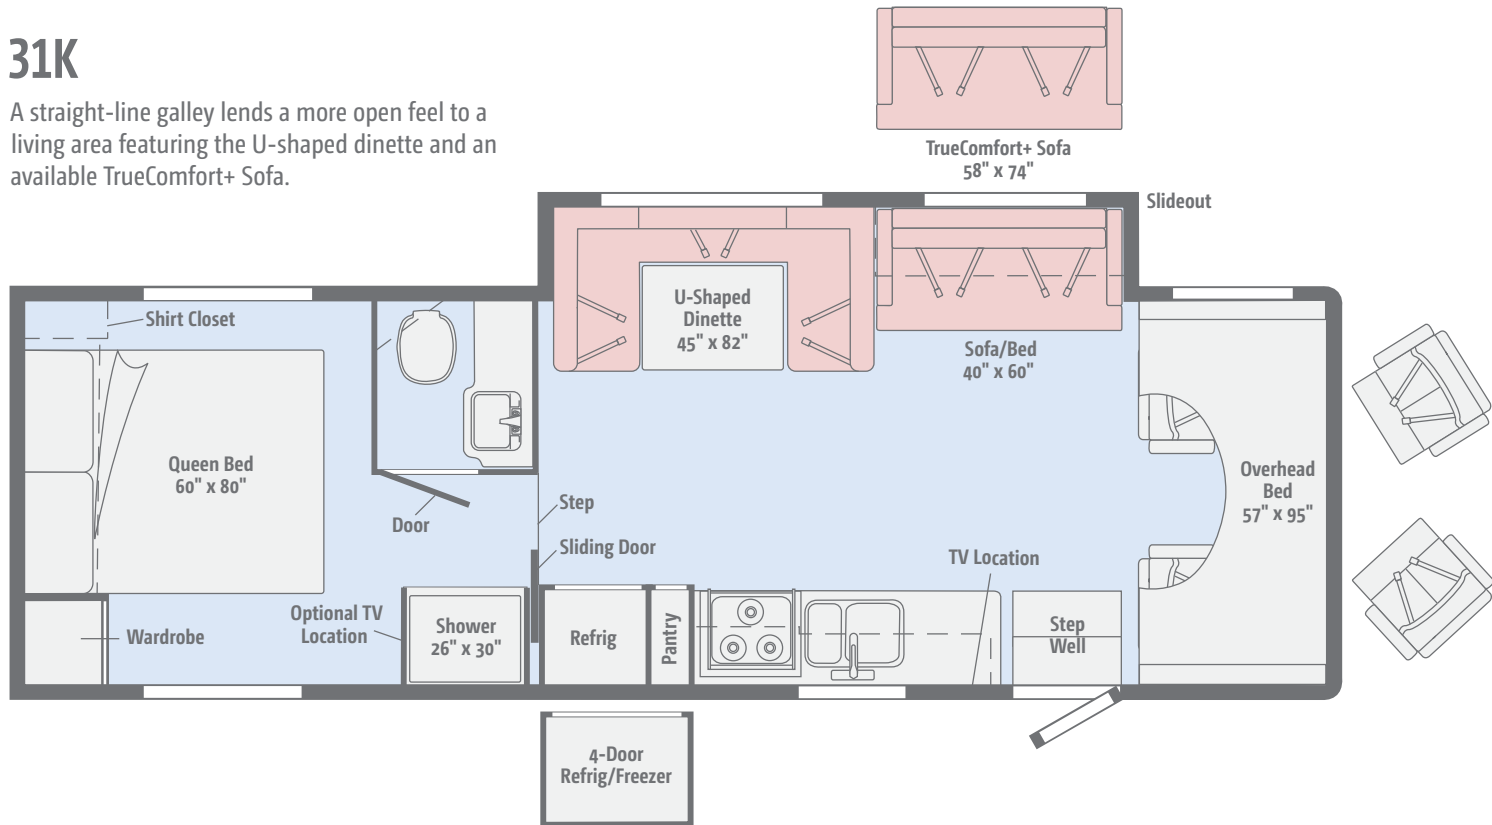 31K
A straight-line galley lends a more open feel to a
living area featuring the U-shaped dinette and an
available TrueComfort+ Sofa.
TrueComfort+ Sofa
58" x 74"
Slideout
Shirt Closet
U-Shaped
Dinette
45" x 82"
Sofa/Bed
40" x 60"
Queen Bed
60" x 80"
Overhead
Bed
57" x 95"
Door
Step
Sliding Door
TV Location
Optional TV
Location
Wardrobe
Shower
26" x 30"
Refrig
Pantry
Step
Well
4-Door
Refrig/Freezer